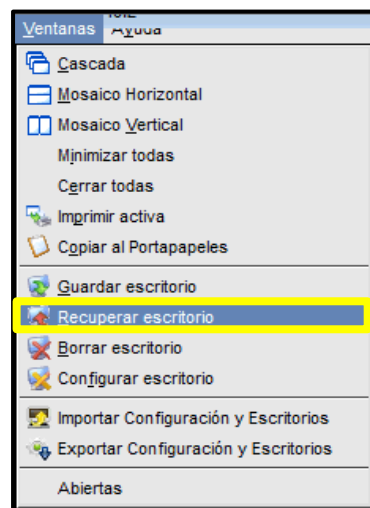 Ventanas Ayuda
Cascada
Mosaico Horizontal
Mosaico Vertical
Minimizar todas
Cerrar todas
Imprimir activa
Copiar al Portapapeles
Guardar escritorio
Recuperar escritorio
Borrar escritorio
Configurar escritorio
Importar Configuración y Escritorios
Exportar Configuración y Escritorios
Abiertas